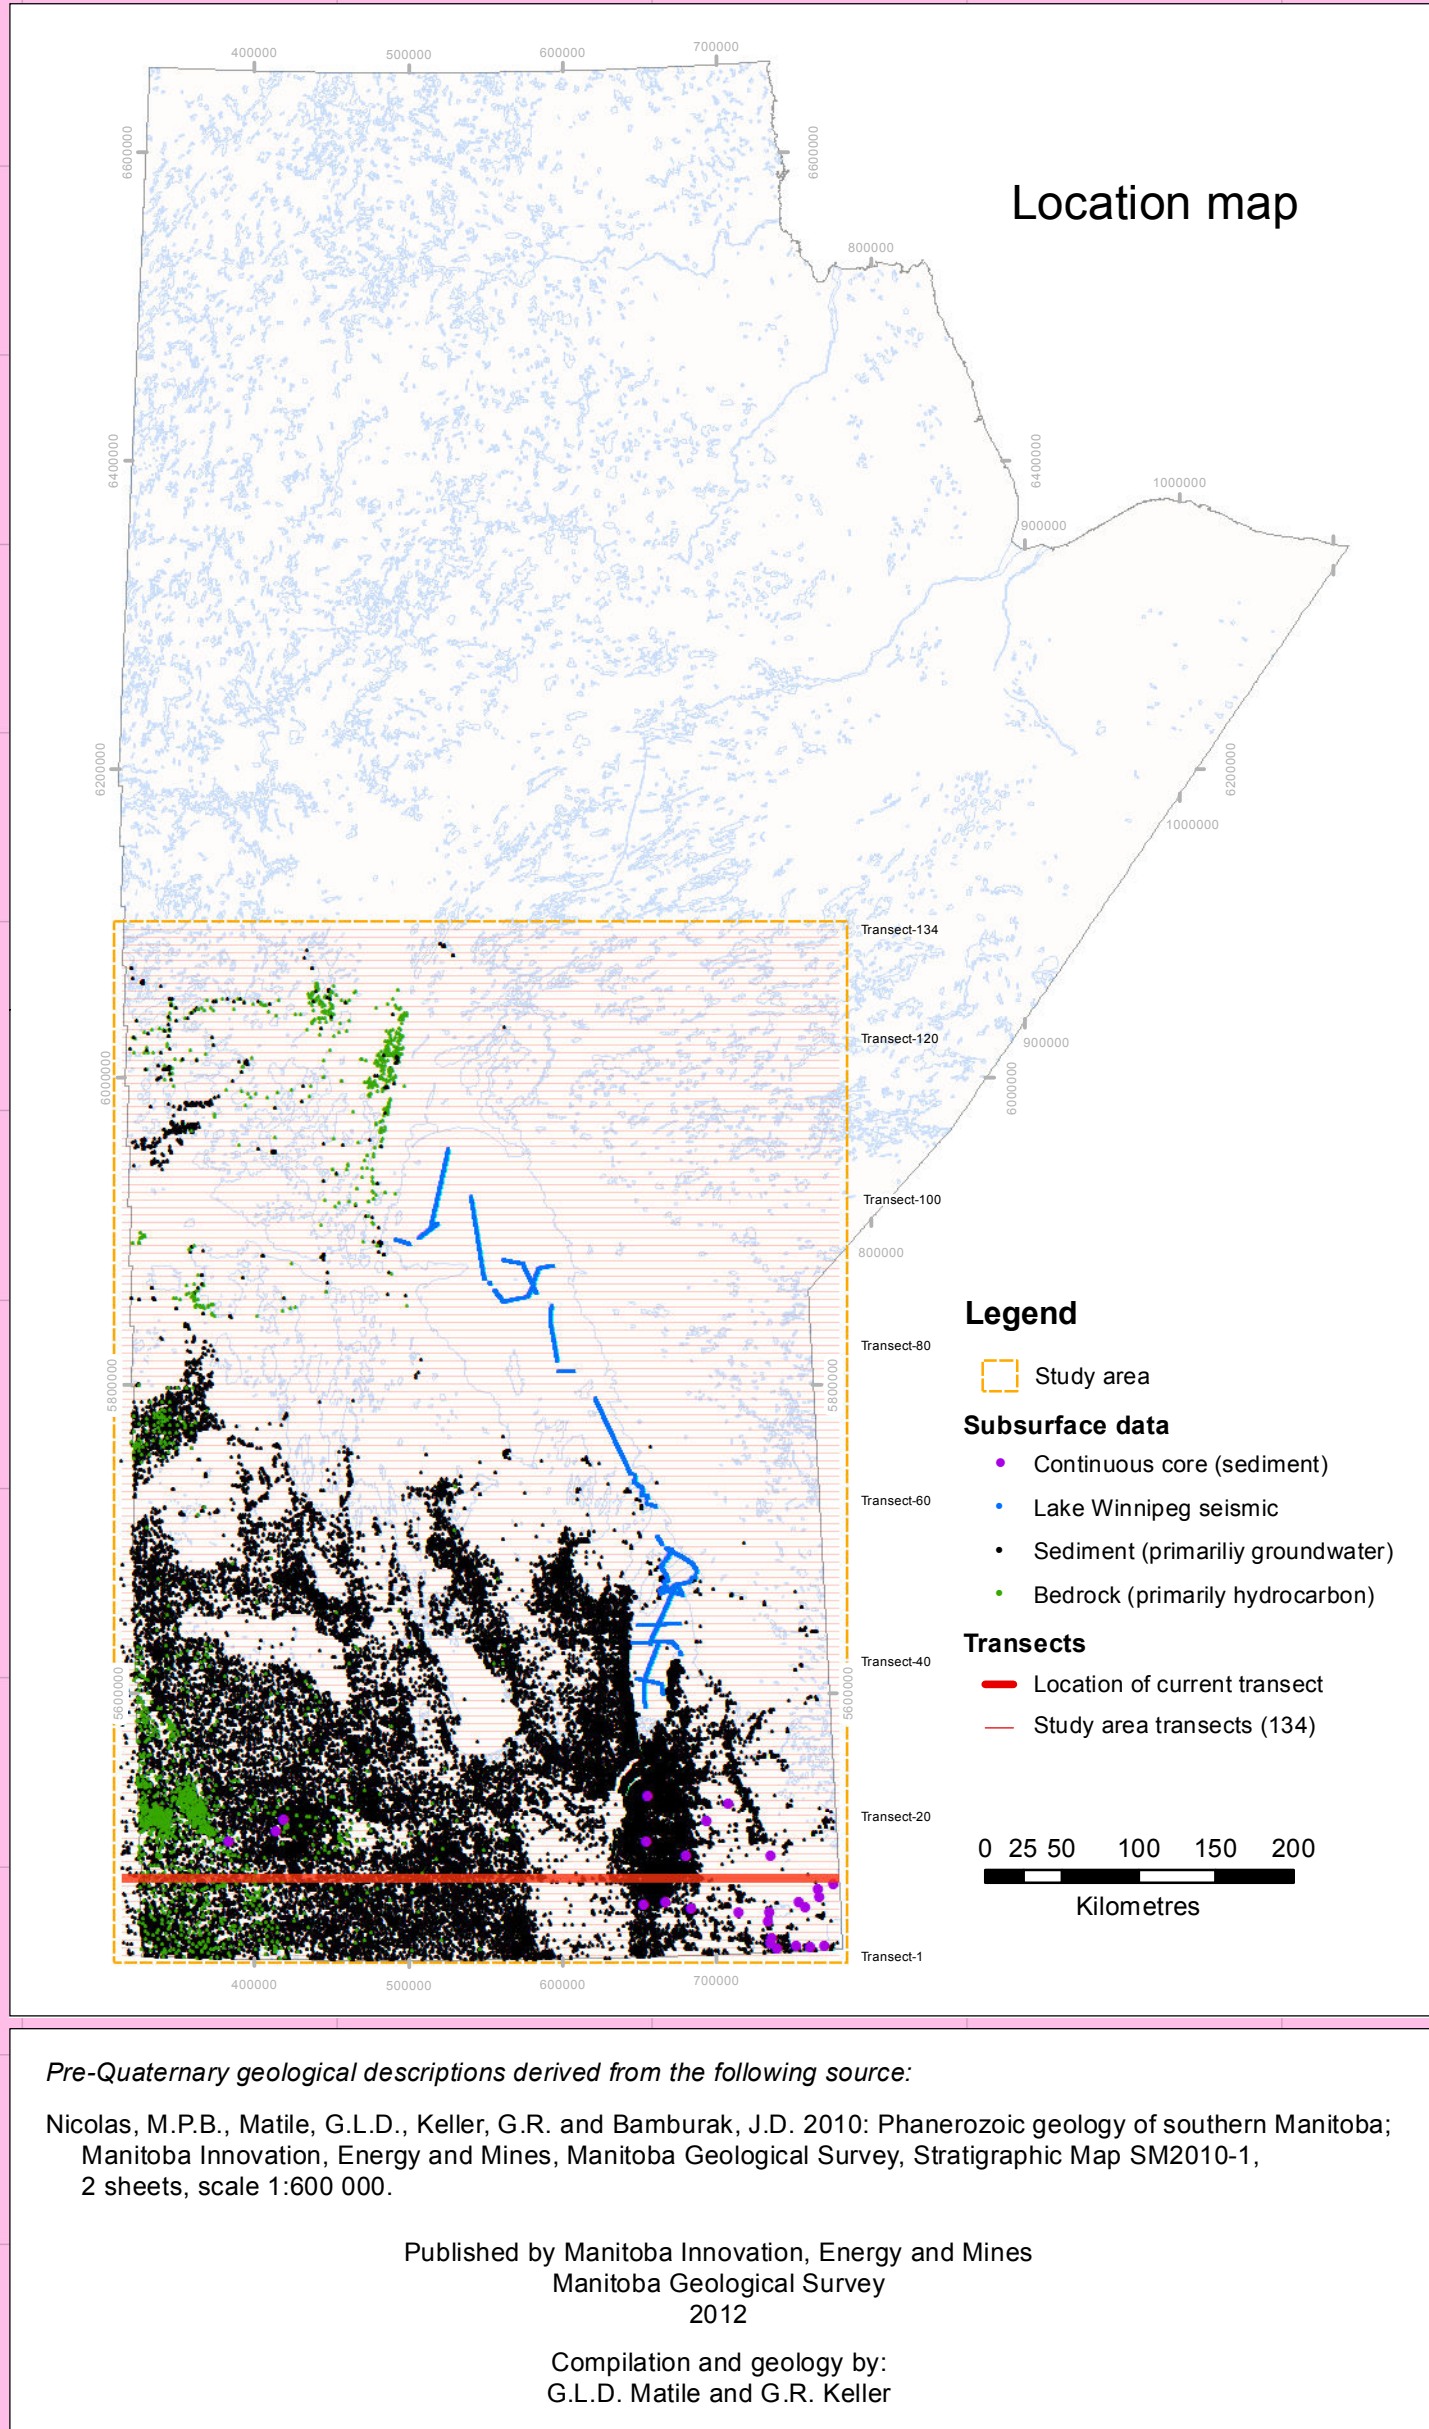 400000
500000
600000
700000
6600000
6600000
Location map
800000
6400000
6400000
1000000
900000
6200000
6200000
1000000
Transect-134
Transect-120
900000
6000000
6000000
Transect-100
800000
Legend
Transect-80
5800000
5800000
Study area
Subsurface data
Continuous core (sediment)
Transect-60
Lake Winnipeg seismic
Sediment (primariliy groundwater)
Bedrock (primarily hydrocarbon)
Transects
Transect-40
5600000
5600000
Location of current transect
Study area transects (134)
Transect-20
0 25 50 100 150 200
Kilometres
Transect-1
400000
500000
600000
700000
Pre-Quaternary geological descriptions derived from the following source:
Nicolas, M.P.B., Matile, G.L.D., Keller, G.R. and Bamburak, J.D. 2010: Phanerozoic geology of southern Manitoba;
Manitoba Innovation, Energy and Mines, Manitoba Geological Survey, Stratigraphic Map SM2010-1,
2 sheets, scale 1:600 000.
Published by Manitoba Innovation, Energy and Mines
Manitoba Geological Survey
2012
Compilation and geology by:
G.L.D. Matile and G.R. Keller